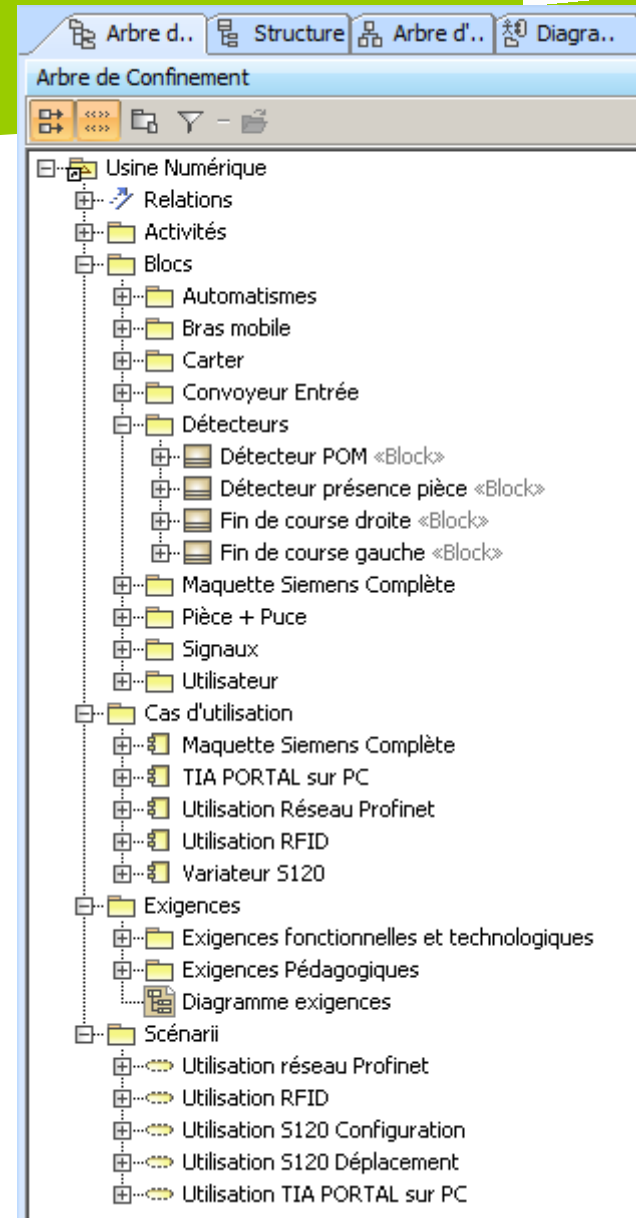 Arbre d.. Structure Arbre d'.. Diagra..
Arbre de Confinement
Usine Numérique
Relations
Activités
Blocs
Automatismes
Bras mobile
Carter
Convoyeur Entrée
Détecteurs
Détecteur POM «Block»
Détecteur présence pièce «Block»
Fin de course droite «Block»
Fin de course gauche «Block»
Maquette Siemens Complète
Pièce + Puce
Signaux
Utilisateur
Cas d'utilisation
Maquette Siemens Complète
TIA PORTAL sur PC
Utilisation Réseau Profinet
Utilisation RFID
Variateur S120
Exigences
Exigences fonctionnelles et technologiques
Exigences Pédagogiques
Diagramme exigences
Scénarii
Utilisation réseau Profinet
Utilisation RFID
Utilisation S120 Configuration
Utilisation S120 Déplacement
Utilisation TIA PORTAL sur PC